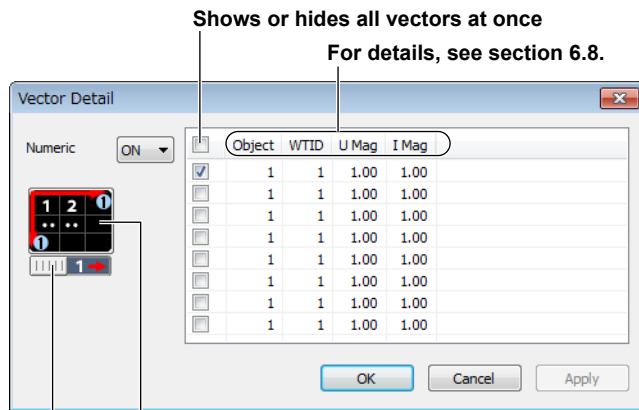 Shows or hides all vectors at once
For details, see section 6.8.
Vector Detail
Numeric ON
Object WTID U Mag I Mag
1 1 1.00 1.00
1 1 1.00 1.00
1 1 1.00 1.00
1 1 1.00 1.00
1 1 1.00 1.00
1 1 1.00 1.00
1 1 1.00 1.00
1 1 1.00 1.00
1 2 1
1
1
OK Cancel Apply